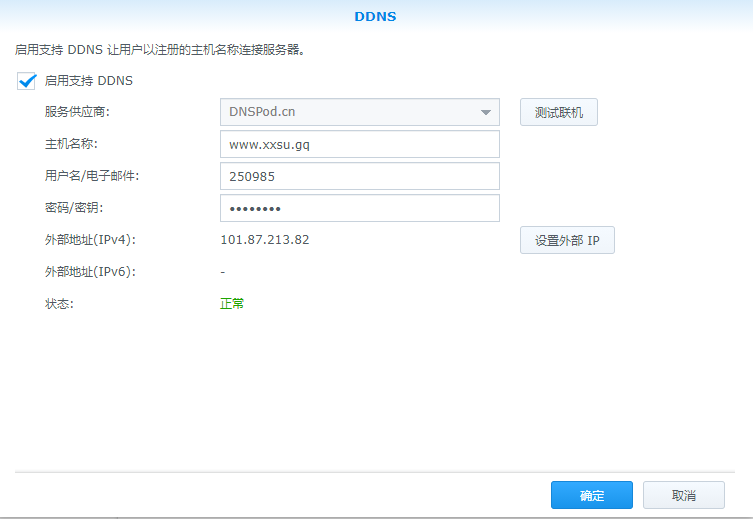 DDNS
启用支持 DDNS 让用户以注册的主机名称连接服务器。
启用支持 DDNS
服务供应商: DNSPod.cn 测试联机
主机名称: www.xxsu.gq
用户名/电子邮件: 250985
密码/密钥: ••••••••
外部地址(IPv4): 101.87.213.82 设置外部 IP
外部地址(IPv6): -
状态: 正常
确定 取消